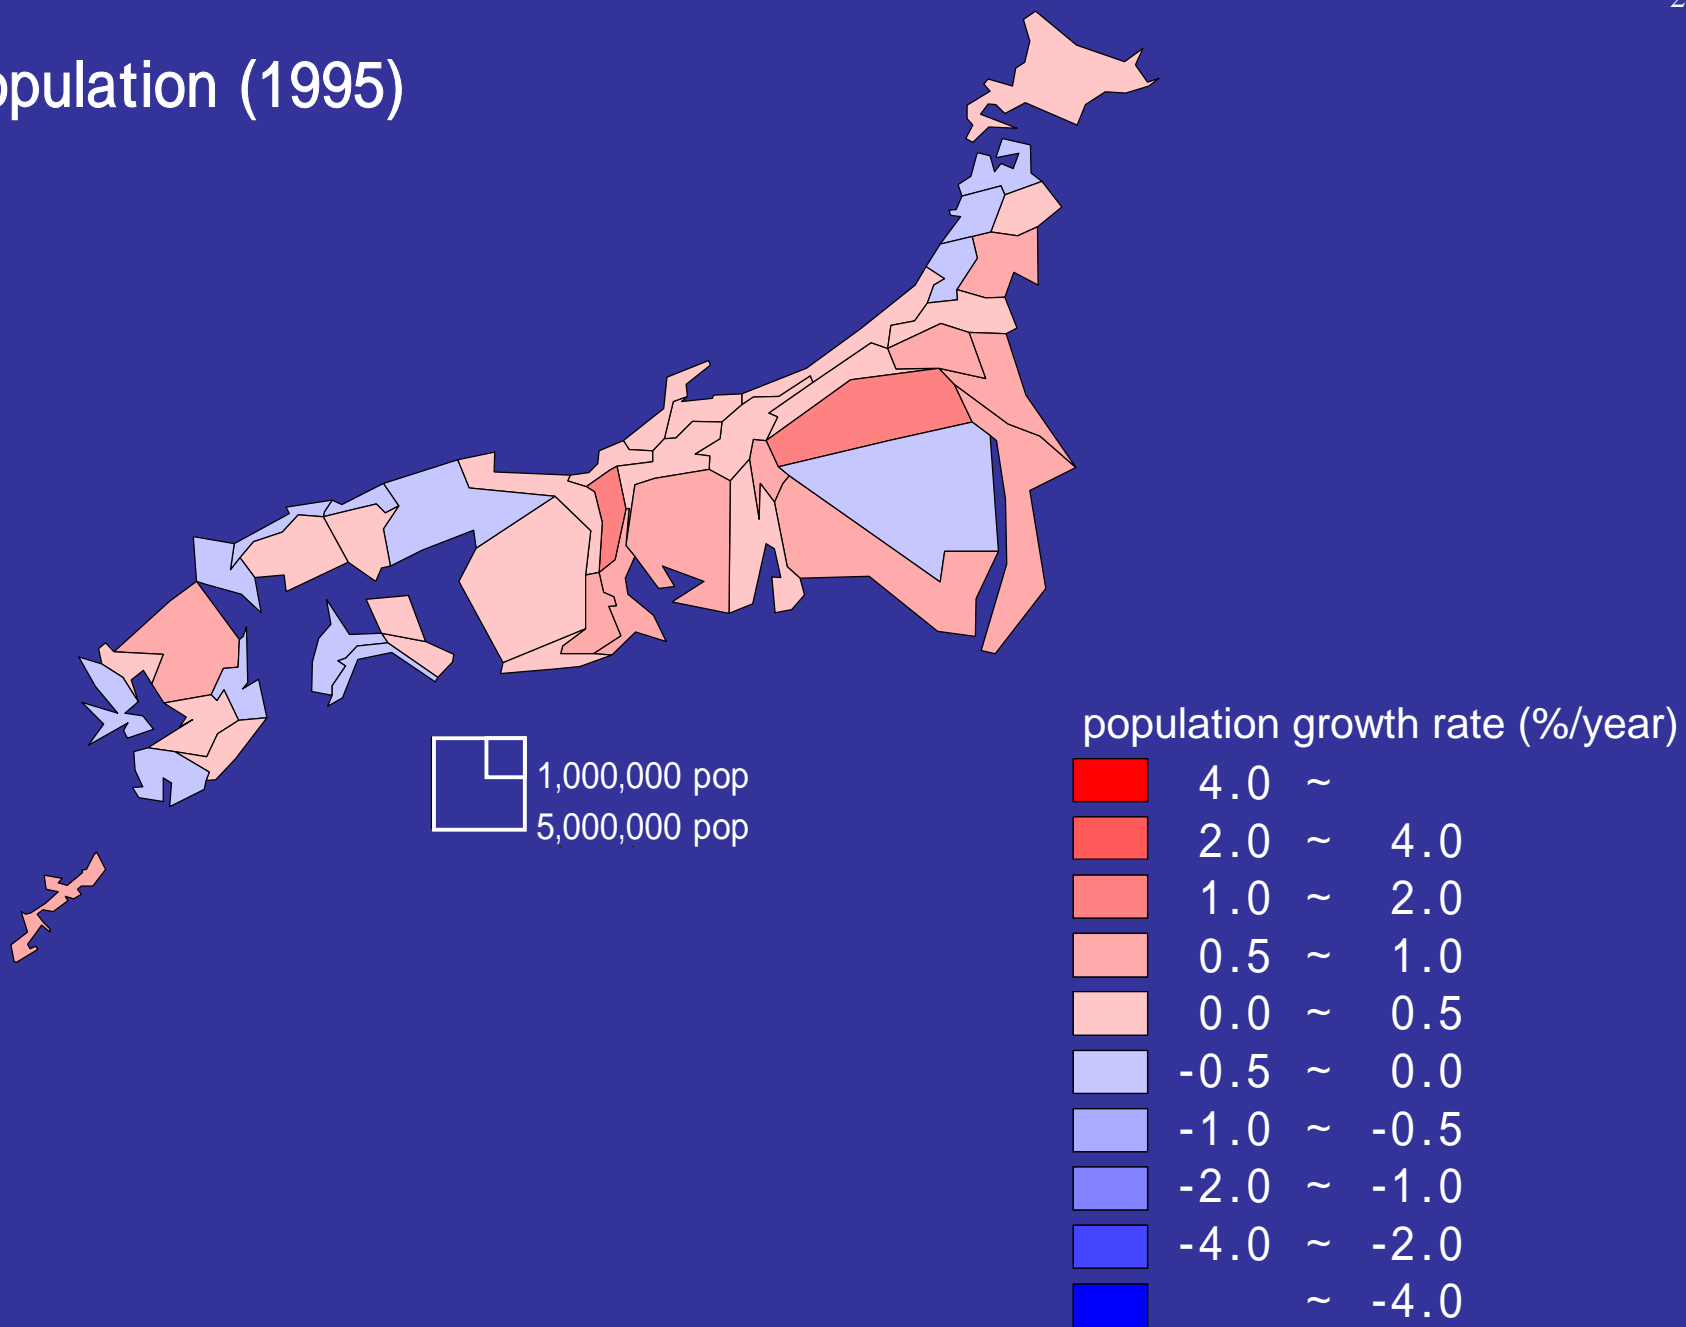 opulation (1995)
1,000,000 pop
5,000,000 pop
population growth rate (%/year)
4.0 ~
2.0 ~ 4.0
1.0 ~ 2.0
0.5 ~ 1.0
0.0 ~ 0.5
-0.5 ~ 0.0
-1.0 ~ -0.5
-2.0 ~ -1.0
-4.0 ~ -2.0
~ -4.0